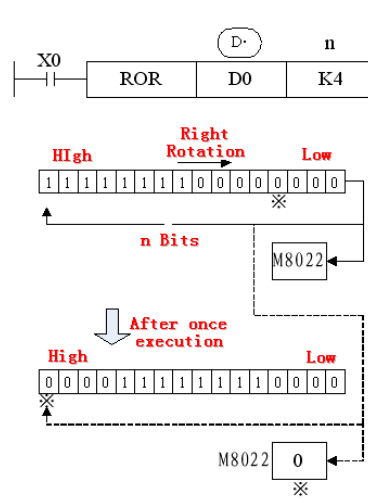 D·
n
X0
ROR D0 K4
Right
HIgh Rotation Low
1 1 1 1 1 1 1 1 0 0 0 0 0 0 0 0
※
n Bits
M8022
After once
execution
High Low
0 0 0 0 1 1 1 1 1 1 1 1 0 0 0 0
※
M8022 0
※